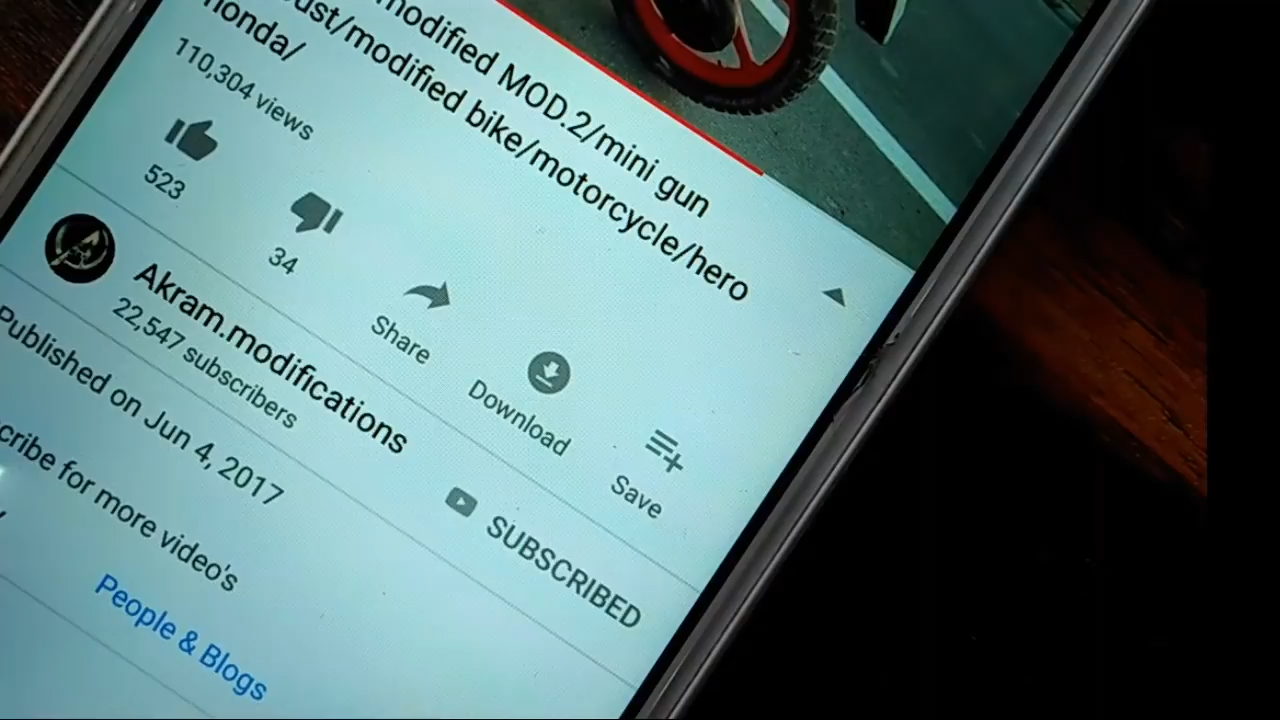 modified MOD.2/mini gun
ust/modified bike/motorcycle/hero
honda/
110,304 views
523
34
Share
Download
Save
Akram.modifications
22,547 subscribers
SUBSCRIBED
Published on Jun 4, 2017
cribe for more video's
People & Blogs